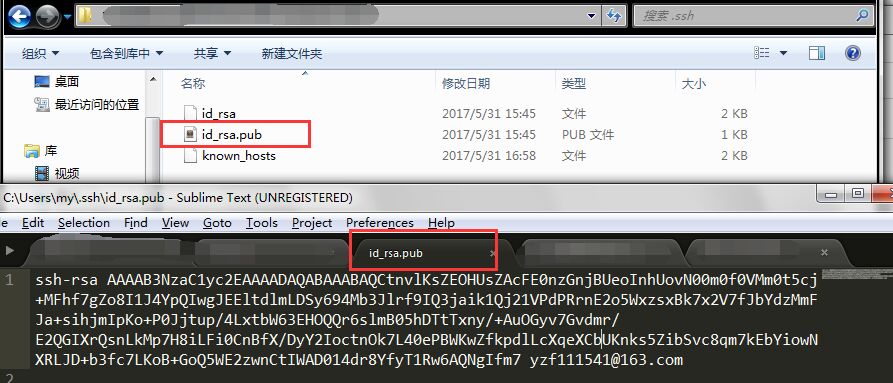 搜索 .ssh
组织 包含到库中 共享 新建文件夹
桌面
最近访问的位置
库
视频
名称 修改日期 类型 大小
id_rsa 2017/5/31 15:45 文件 2 KB
id_rsa.pub 2017/5/31 15:45 PUB 文件 1 KB
known_hosts 2017/5/31 16:58 文件 2 KB
C:\Users\my\.ssh\id_rsa.pub - Sublime Text (UNREGISTERED)
le Edit Selection Find View Goto Tools Project Preferences Help
id_rsa.pub
1 ssh-rsa AAAAB3NzaC1yc2EAAAADAQABAAABAQCtnvlKsZEOHUsZAcFE0nzGnjBUeoInhUovN00m0f0VMm0t5cj
+MFhf7gZo8I1J4YpQIwgJEEltdlmLDSy694Mb3Jlrf9IQ3jaik1Qj21VPdPRrnE2o5WxzsxBk7x2V7fJbYdzMmF
Ja+sihjmIpKo+P0Jjtup/4LxtbW63EHOQQr6slmB05hDTtTxny/+AuOGyv7Gvdmr/
E2QGIXrQsnLkMp7H8iLFi0CnBfX/DyY2IoctnOk7L40ePBWKwZfkpdlLcXqeXCbUKnks5ZibSvc8qm7kEbYiowN
XRLJD+b3fc7LKoB+GoQ5WE2zwnCtIWAD014dr8YfyT1Rw6AQNgIfm7 yzf111541@163.com
2